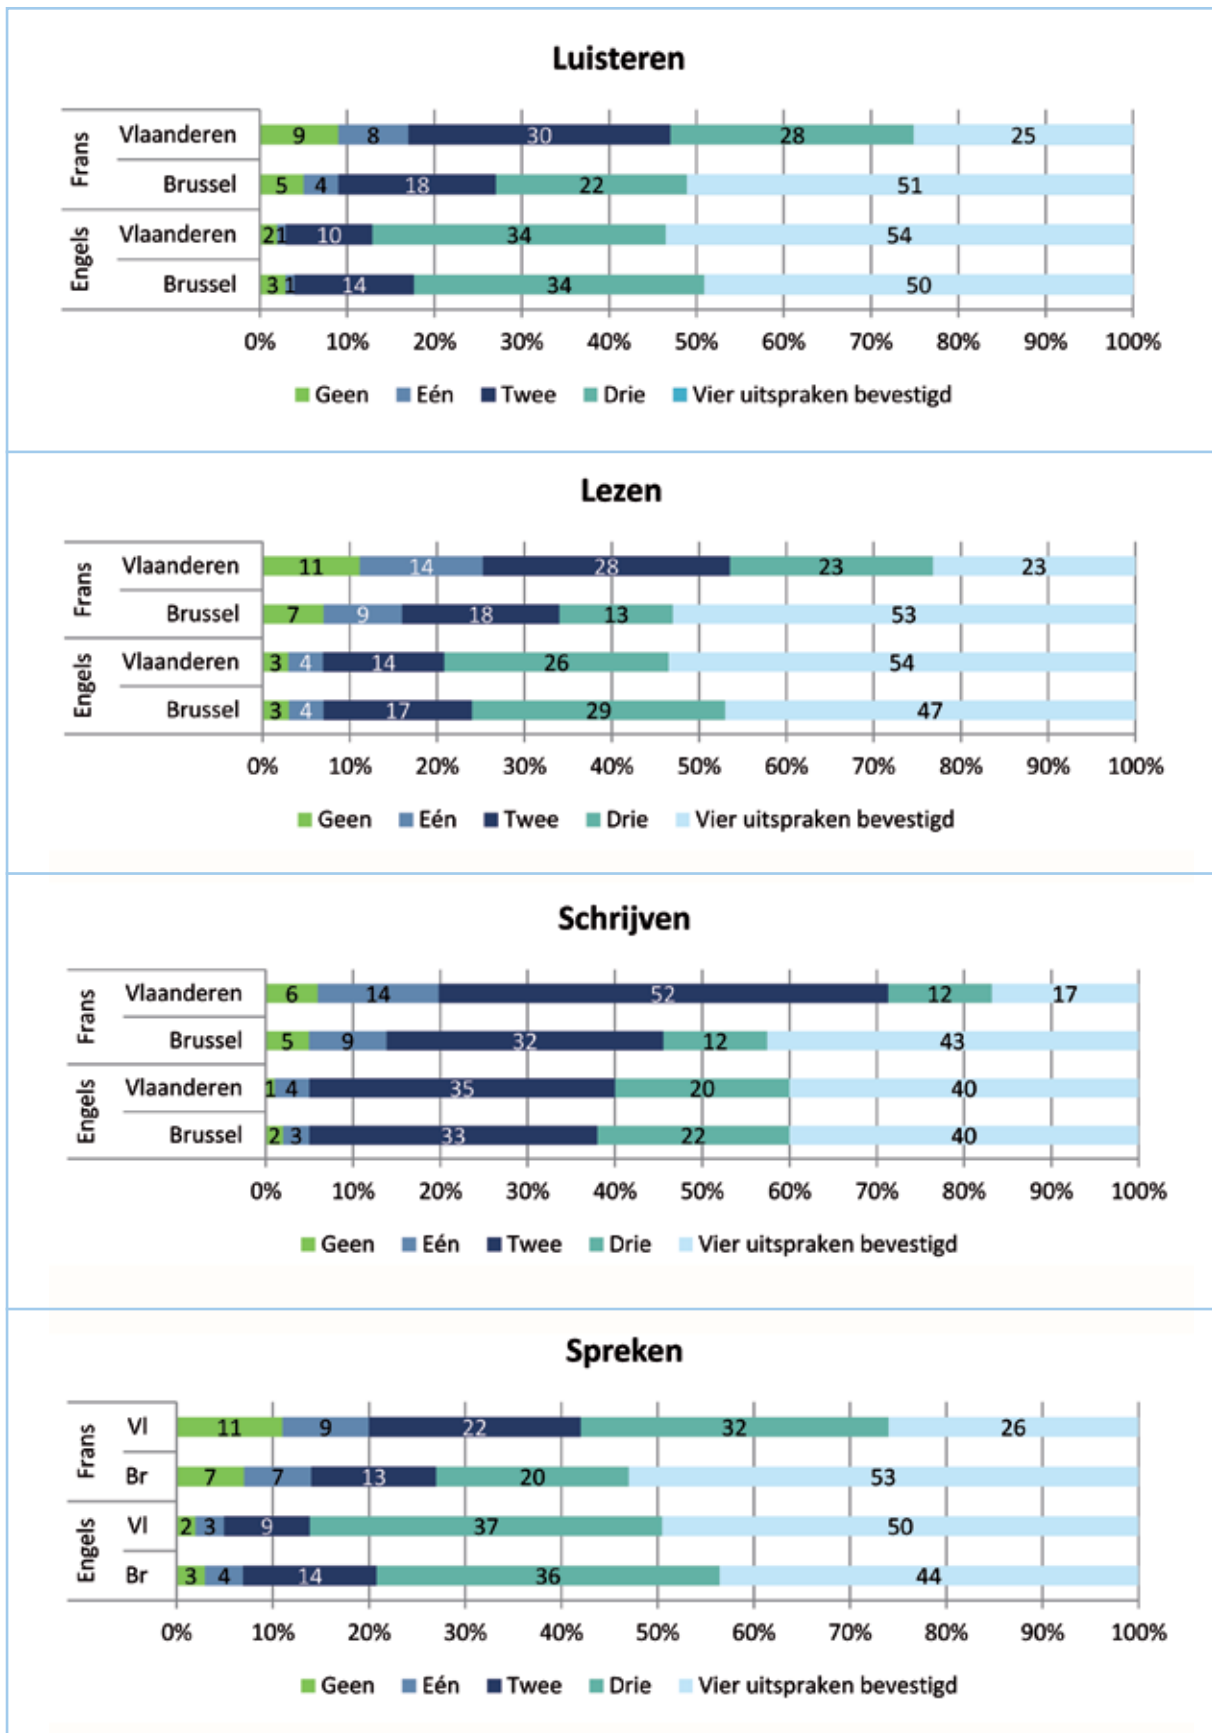 Luisteren
Frans
Vlaanderen 9 8 30 28 25
Brussel 5 4 18 22 51
Engels
Vlaanderen 2 1 10 34 54
Brussel 3 1 14 34 50
0% 10% 20% 30% 40% 50% 60% 70% 80% 90% 100%
Geen Eén Twee Drie Vier uitspraken bevestigd
Lezen
Frans
Vlaanderen 11 14 28 23 23
Brussel 7 9 18 13 53
Engels
Vlaanderen 3 4 14 26 54
Brussel 3 4 17 29 47
0% 10% 20% 30% 40% 50% 60% 70% 80% 90% 100%
Geen Eén Twee Drie Vier uitspraken bevestigd
Schrijven
Frans
Vlaanderen 6 14 52 12 17
Brussel 5 9 32 12 43
Engels
Vlaanderen 1 4 35 20 40
Brussel 2 3 33 22 40
0% 10% 20% 30% 40% 50% 60% 70% 80% 90% 100%
Geen Eén Twee Drie Vier uitspraken bevestigd
Spreken
Frans
Vl 11 9 22 32 26
Br 7 7 13 20 53
Engels
Vl 2 3 9 37 50
Br 3 4 14 36 44
0% 10% 20% 30% 40% 50% 60% 70% 80% 90% 100%
Geen Eén Twee Drie Vier uitspraken bevestigd